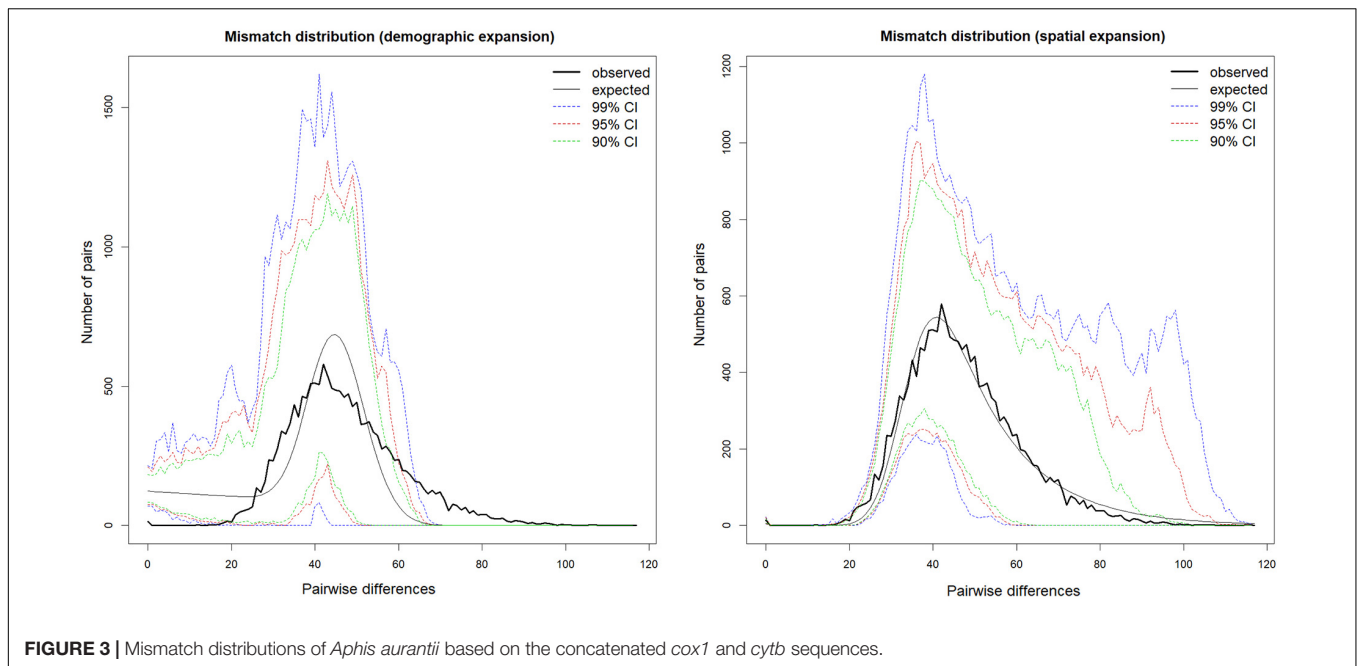 Mismatch distribution (demographic expansion)
Number of pairs
1500
1000
500
0
observed
expected
99% CI
95% CI
90% CI
0 20 40 60 80 100 120
Pairwise differences
Mismatch distribution (spatial expansion)
Number of pairs
1200
1000
800
600
400
200
0
observed
expected
99% CI
95% CI
90% CI
0 20 40 60 80 100 120
Pairwise differences
FIGURE 3 | Mismatch distributions of Aphis aurantii based on the concatenated cox1 and cytb sequences.